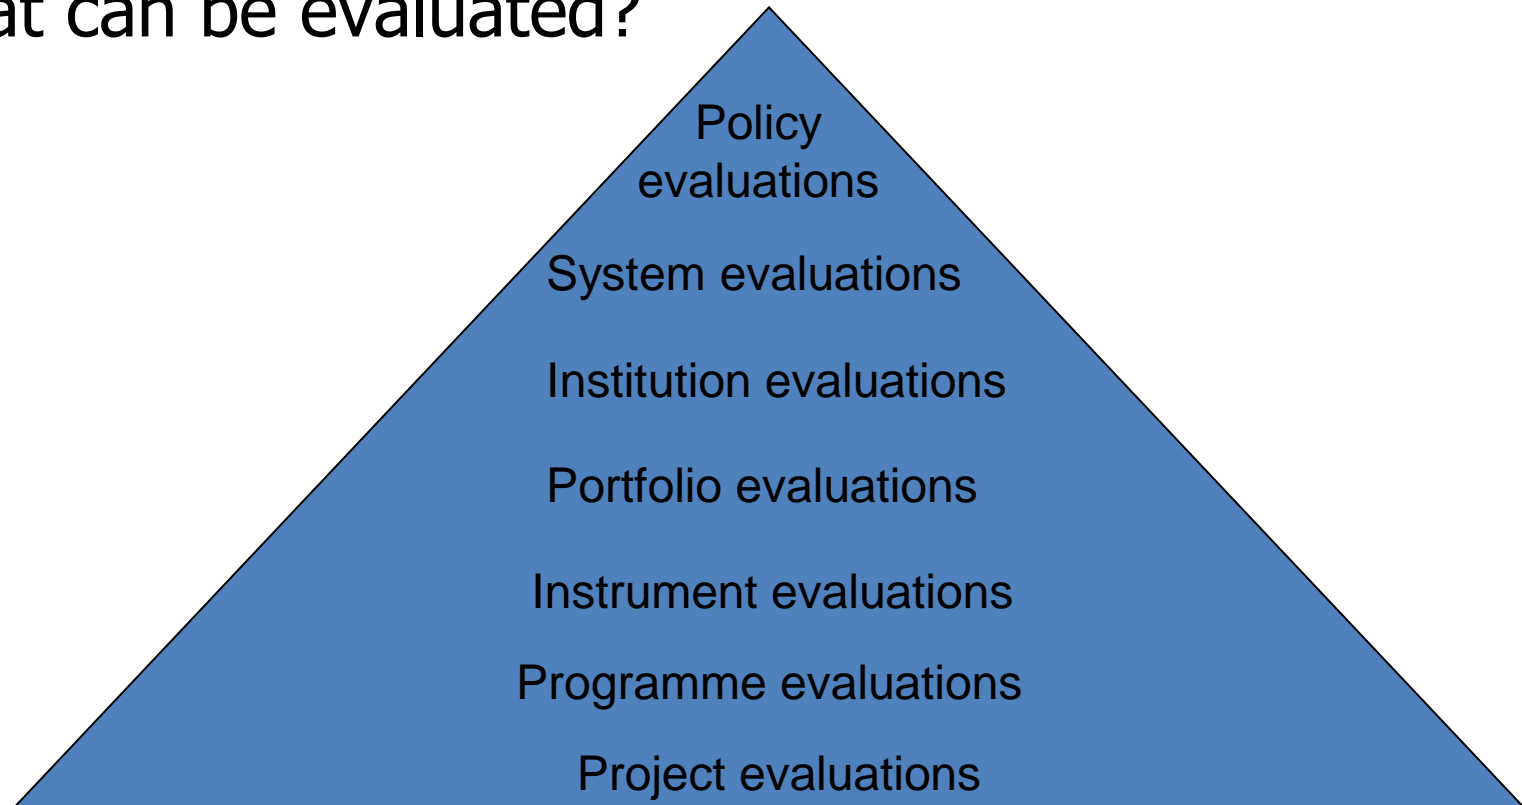 at can be evaluated?
Policy
evaluations
System evaluations
Institution evaluations
Portfolio evaluations
Instrument evaluations
Programme evaluations
Project evaluations